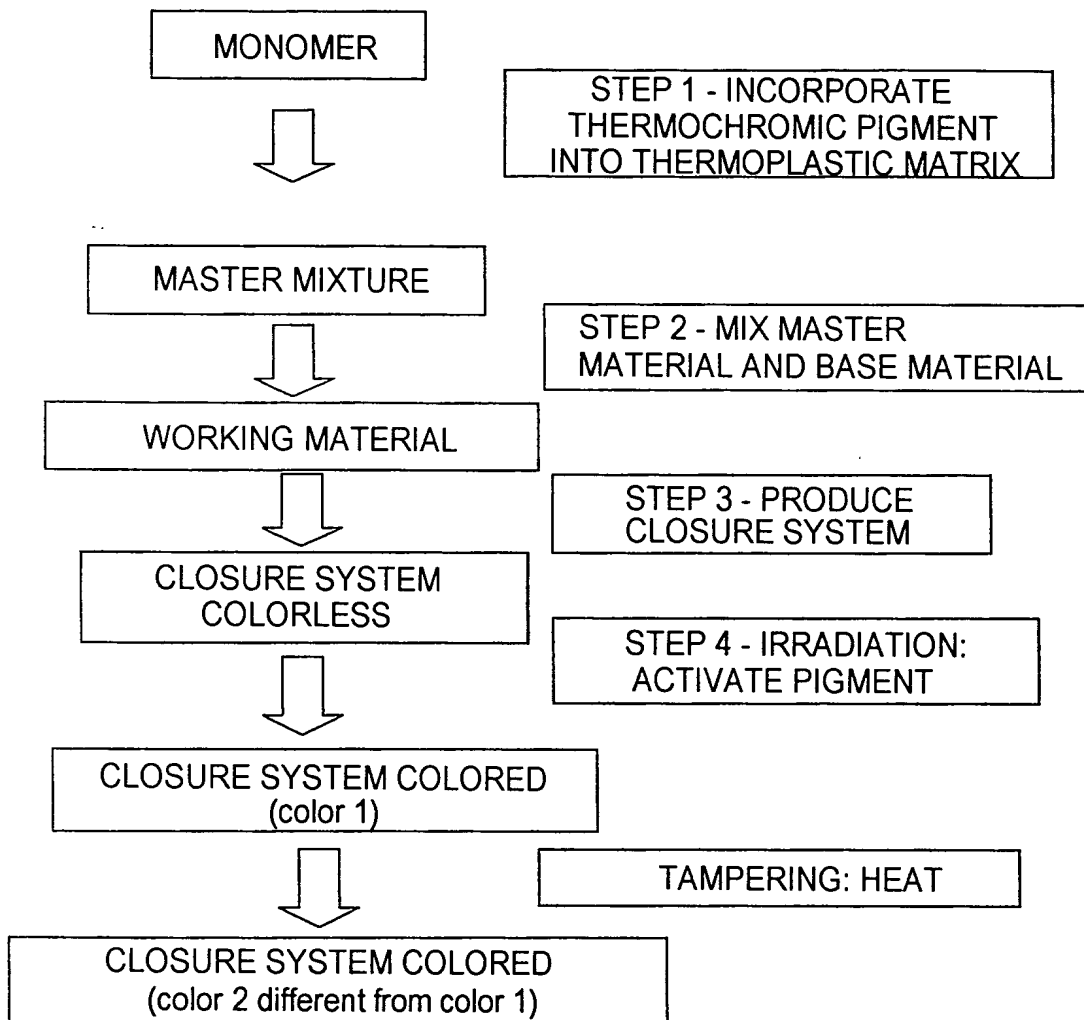 MONOMER
STEP 1 - INCORPORATE
THERMOCHROMIC PIGMENT
INTO THERMOPLASTIC MATRIX
MASTER MIXTURE
STEP 2 - MIX MASTER
MATERIAL AND BASE MATERIAL
WORKING MATERIAL
STEP 3 - PRODUCE
CLOSURE SYSTEM
CLOSURE SYSTEM
COLORLESS
STEP 4 - IRRADIATION:
ACTIVATE PIGMENT
CLOSURE SYSTEM COLORED
(color 1)
TAMPERING: HEAT
CLOSURE SYSTEM COLORED
(color 2 different from color 1)